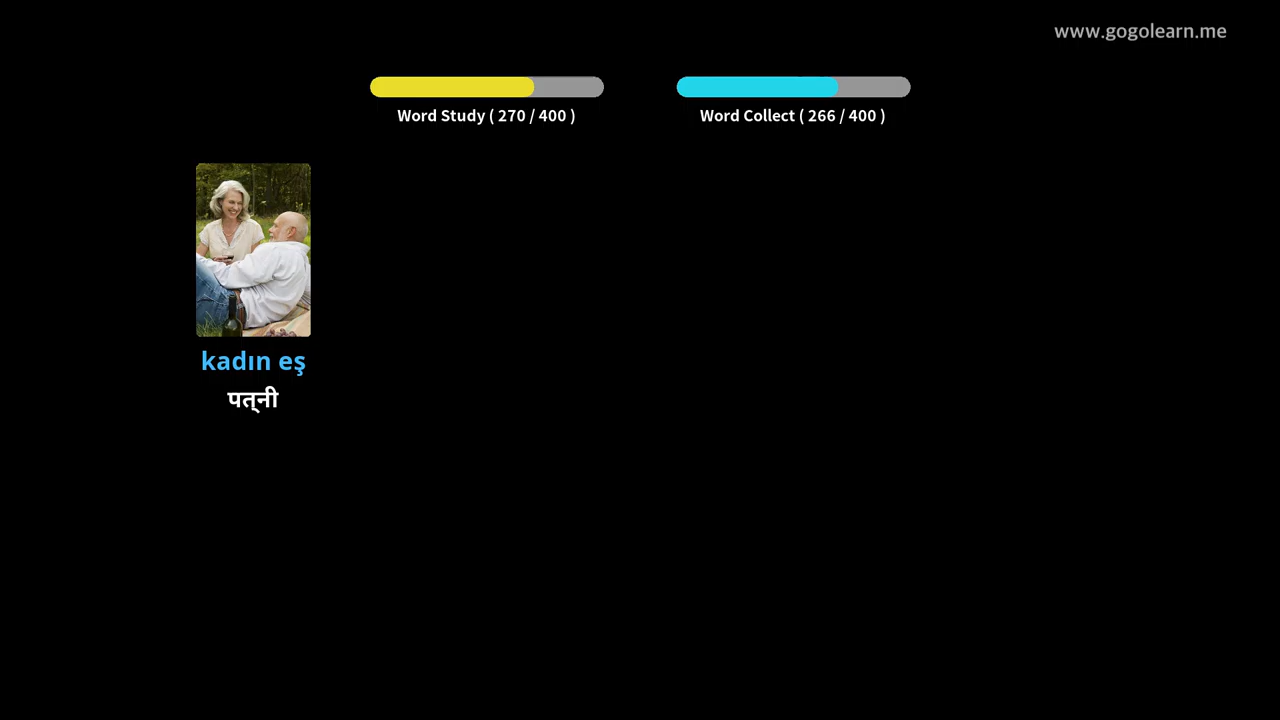 www.gogolearn.me
Word Study ( 270 / 400 )
Word Collect ( 266 / 400 )
kadın eş
पत्नी